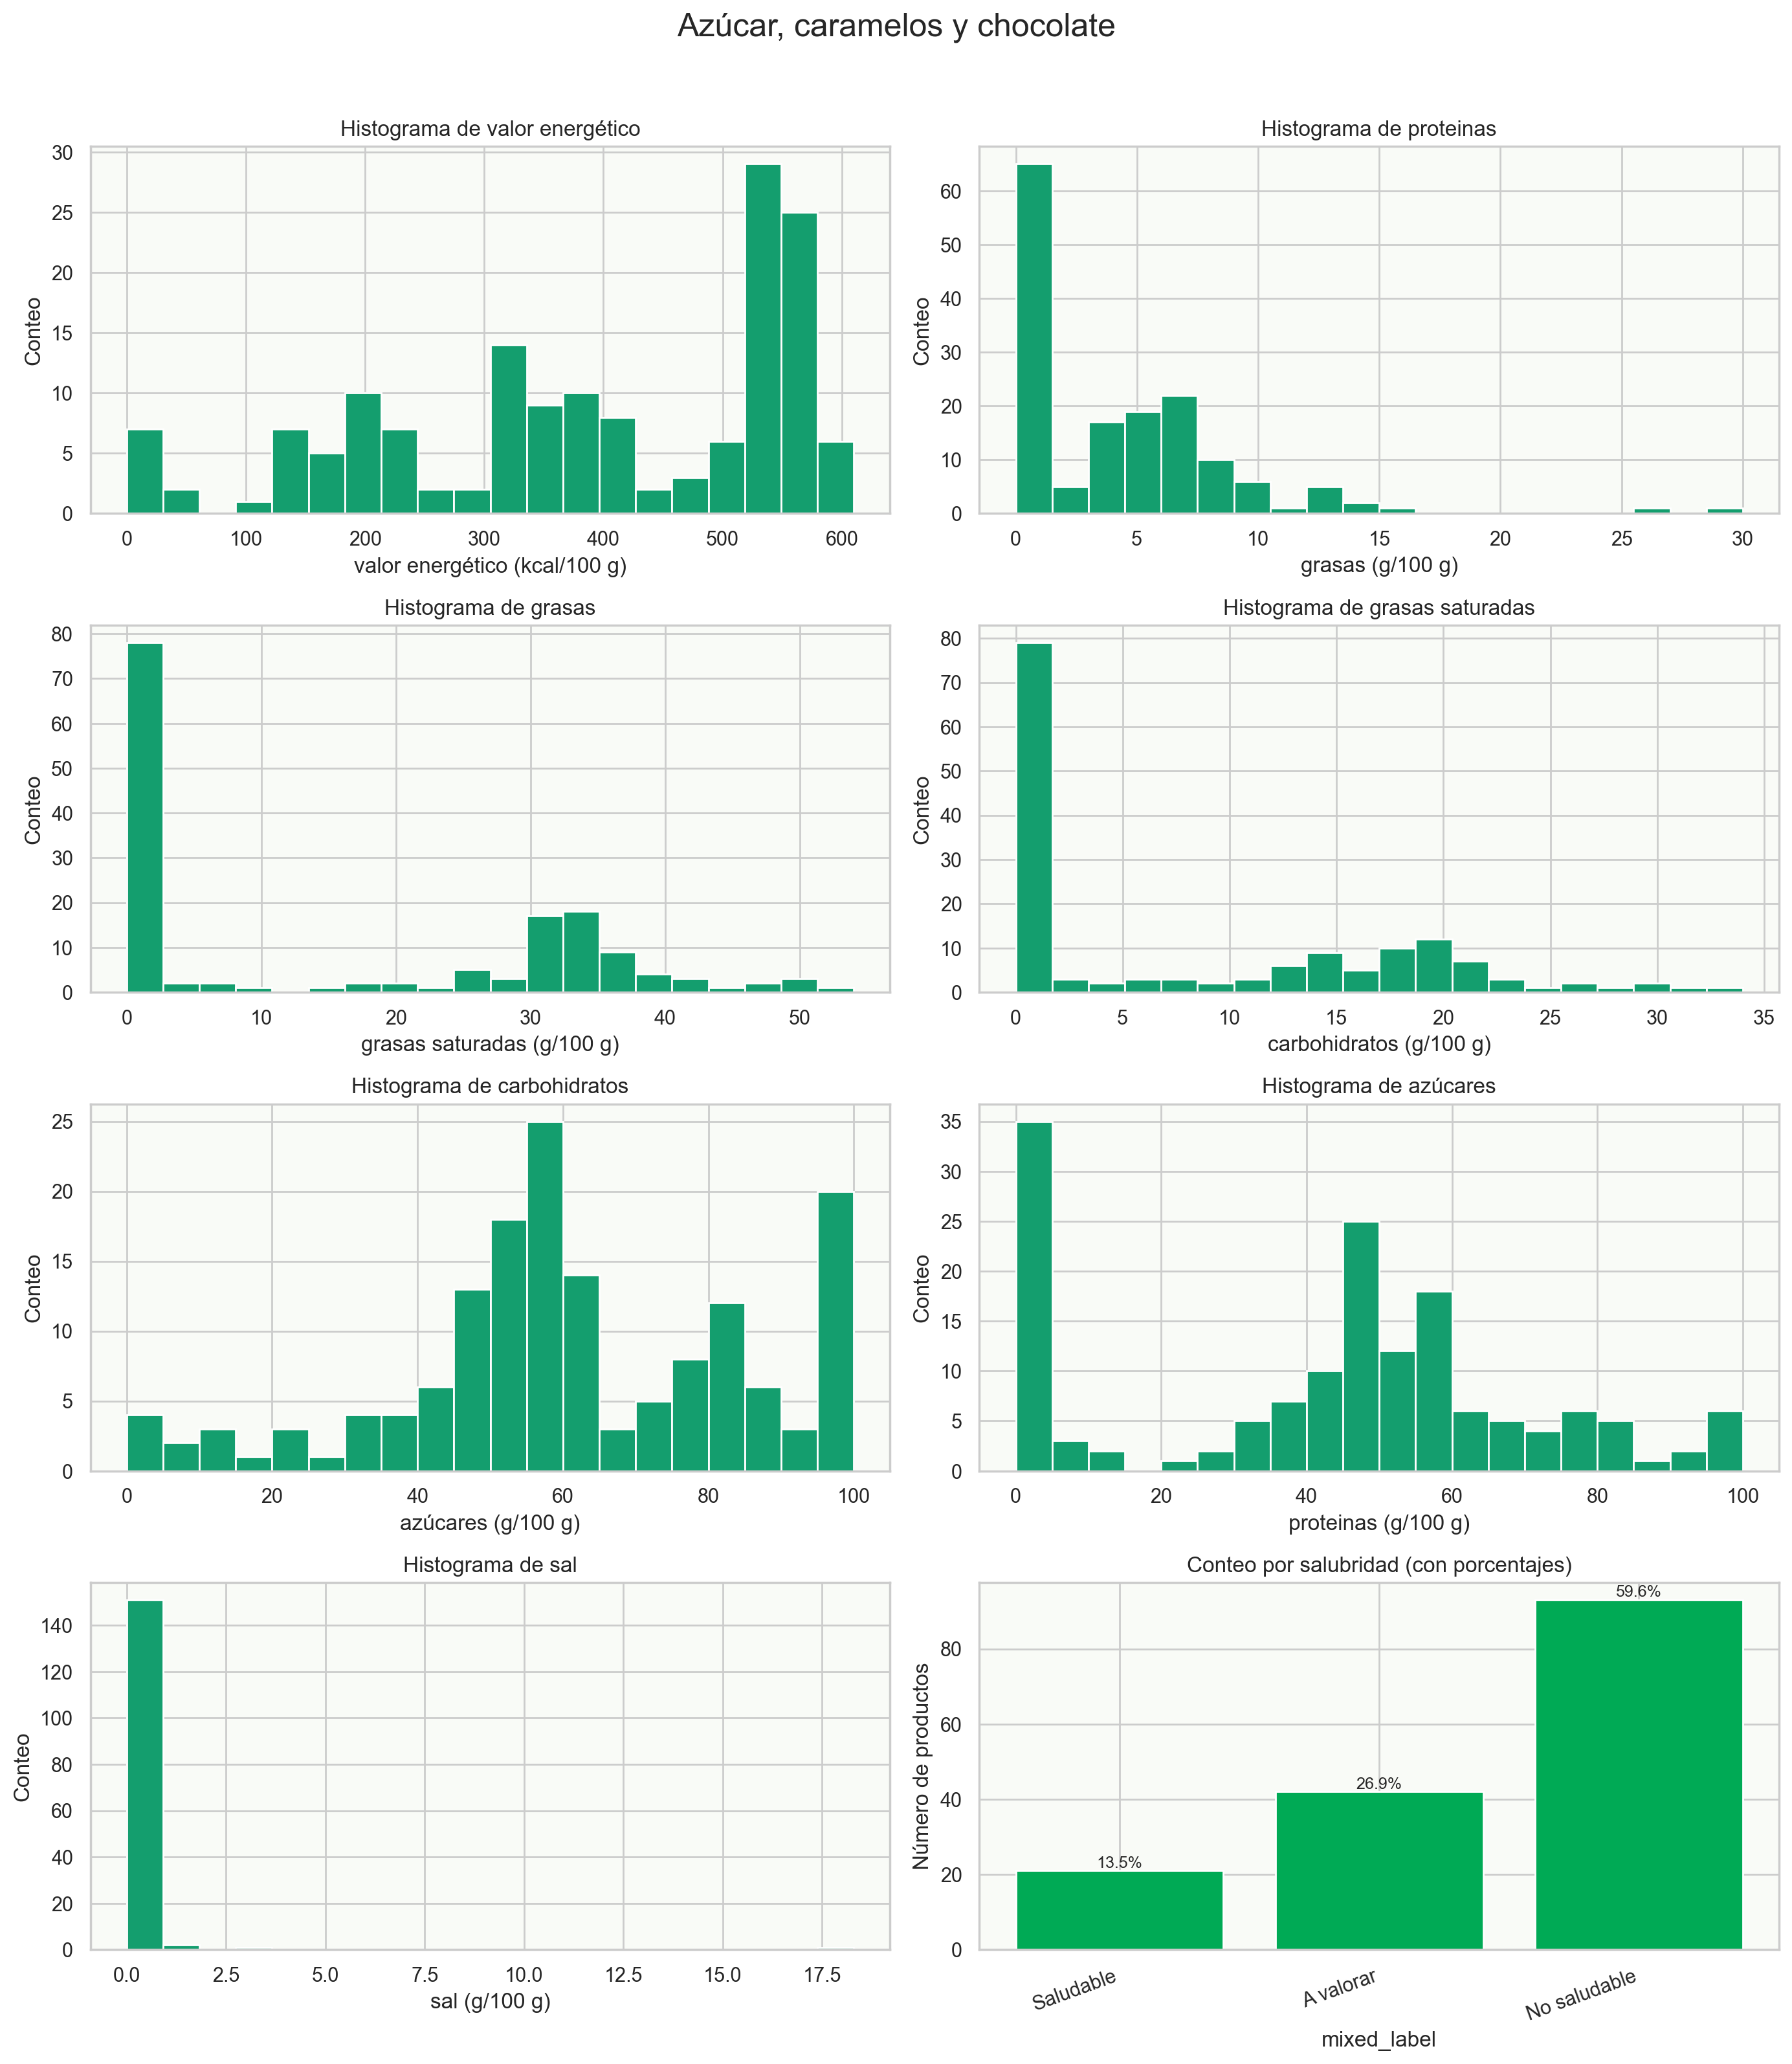 Azúcar, caramelos y chocolate
Histograma de valor energético
30
25
20
15
10
5
0
Conteo
0 100 200 300 400 500 600
valor energético (kcal/100 g)
Histograma de proteinas
60
50
40
30
20
10
0
Conteo
0 5 10 15 20 25 30
grasas (g/100 g)
Histograma de grasas
80
70
60
50
40
30
20
10
0
Conteo
0 10 20 30 40 50
grasas saturadas (g/100 g)
Histograma de grasas saturadas
80
70
60
50
40
30
20
10
0
Conteo
0 5 10 15 20 25 30 35
carbohidratos (g/100 g)
Histograma de carbohidratos
25
20
15
10
5
0
Conteo
0 20 40 60 80 100
azúcares (g/100 g)
Histograma de azúcares
35
30
25
20
15
10
5
0
Conteo
0 20 40 60 80 100
proteinas (g/100 g)
Histograma de sal
140
120
100
80
60
40
20
0
Conteo
0.0 2.5 5.0 7.5 10.0 12.5 15.0 17.5
sal (g/100 g)
Conteo por salubridad (con porcentajes)
80
60
40
20
0
Número de productos
13.5%
26.9%
59.6%
Saludable
A valorar
No saludable
mixed_label